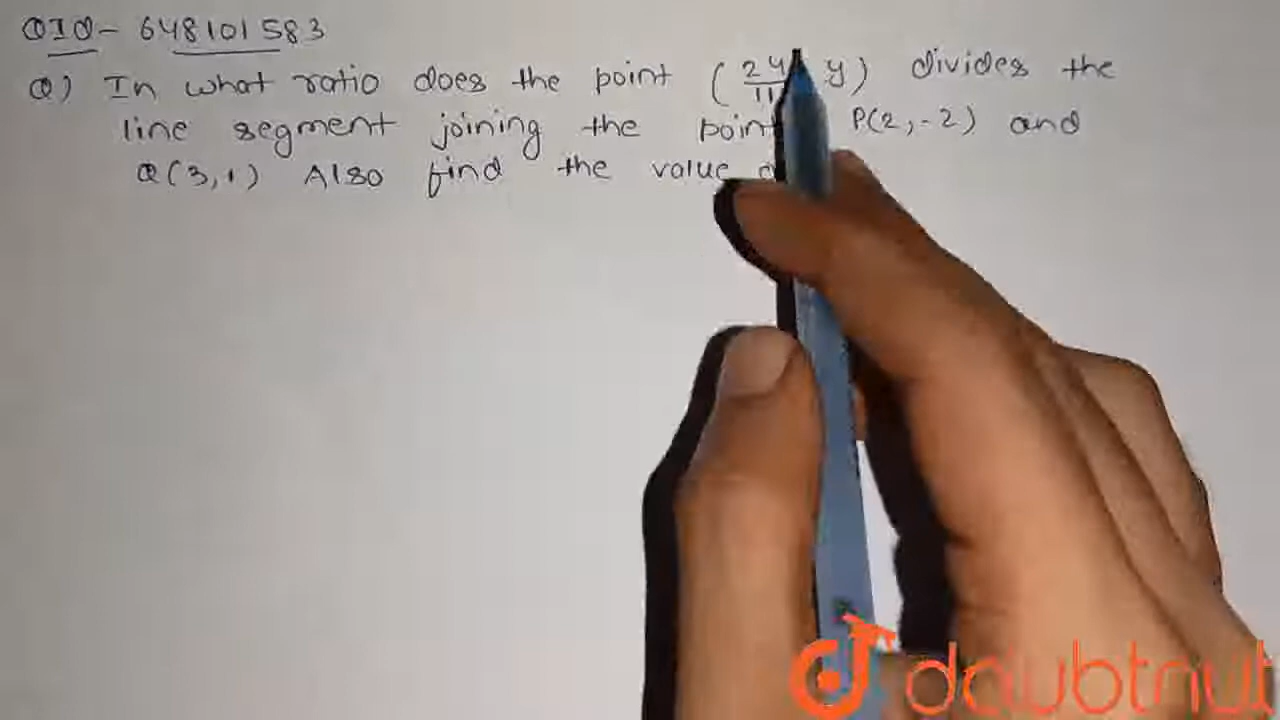 QID- 648101583
Q) In what ratio does the point (24/11, y) divides the
line segment joining the point P(2,-2) and
Q(3,1) Also find the value
doubtnut